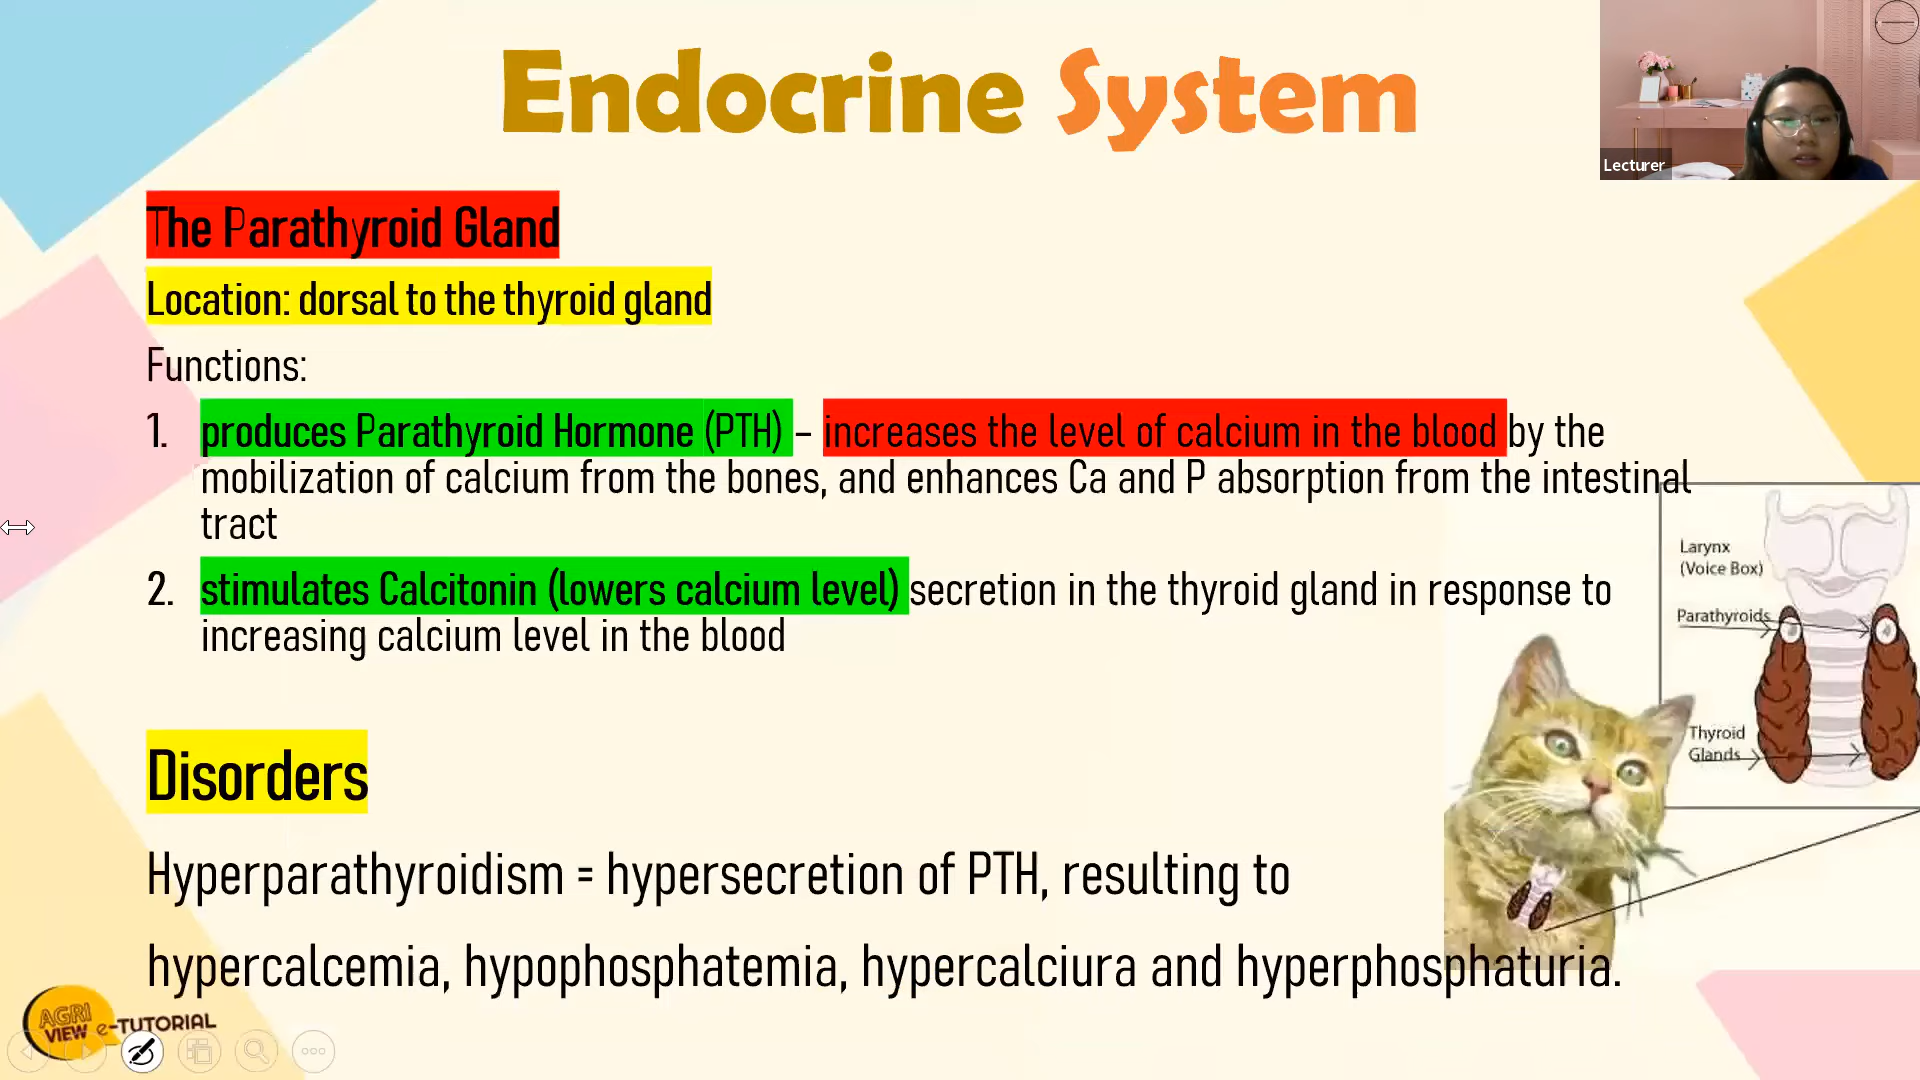 Endocrine System
Lecturer
The Parathyroid Gland
Location: dorsal to the thyroid gland
Functions:
1. produces Parathyroid Hormone (PTH) – increases the level of calcium in the blood by the
mobilization of calcium from the bones, and enhances Ca and P absorption from the intestinal
tract
2. stimulates Calcitonin (lowers calcium level) secretion in the thyroid gland in response to
increasing calcium level in the blood
Larynx
(Voice Box)
Parathyroids
Thyroid
Glands
Disorders
Hyperparathyroidism = hypersecretion of PTH, resulting to
hypercalcemia, hypophosphatemia, hypercalciura and hyperphosphaturia.
AGRI
VIEW e-TUTORIAL